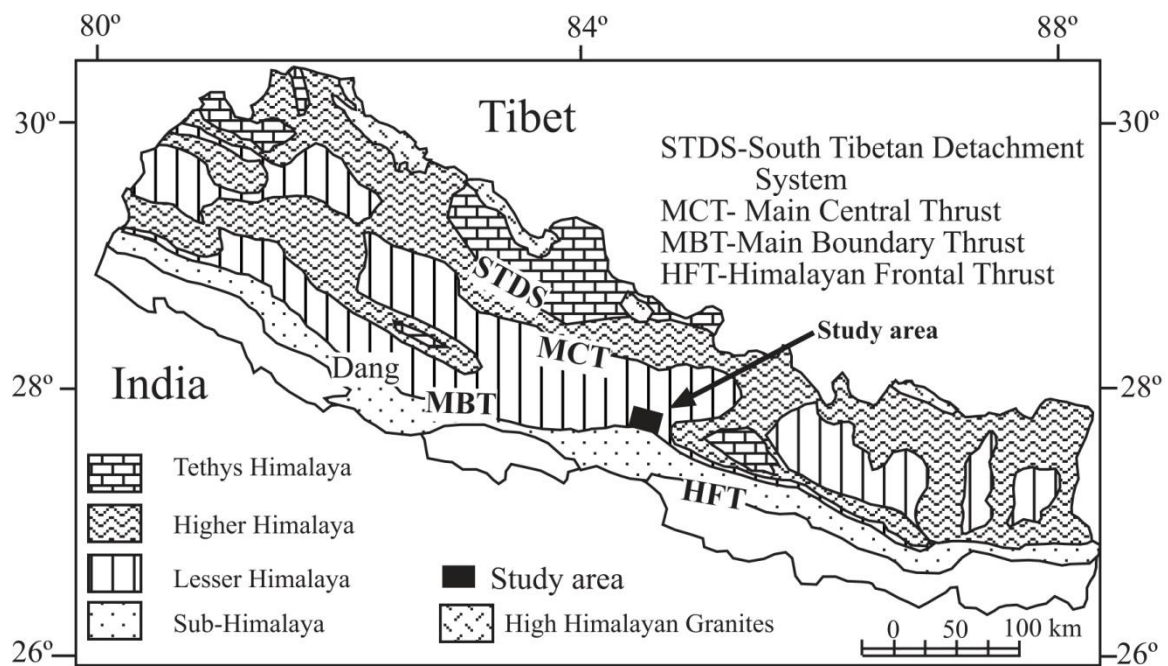 80º 84º 88º
30º 30º
Tibet
STDS-South Tibetan Detachment
System
MCT- Main Central Thrust
MBT-Main Boundary Thrust
HFT-Himalayan Frontal Thrust
STDS
Study area
MCT
28º 28º
India
Dang
MBT
HFT
Tethys Himalaya
Higher Himalaya
Lesser Himalaya
Sub-Himalaya
Study area
High Himalayan Granites
0 50 100 km
26º 26º